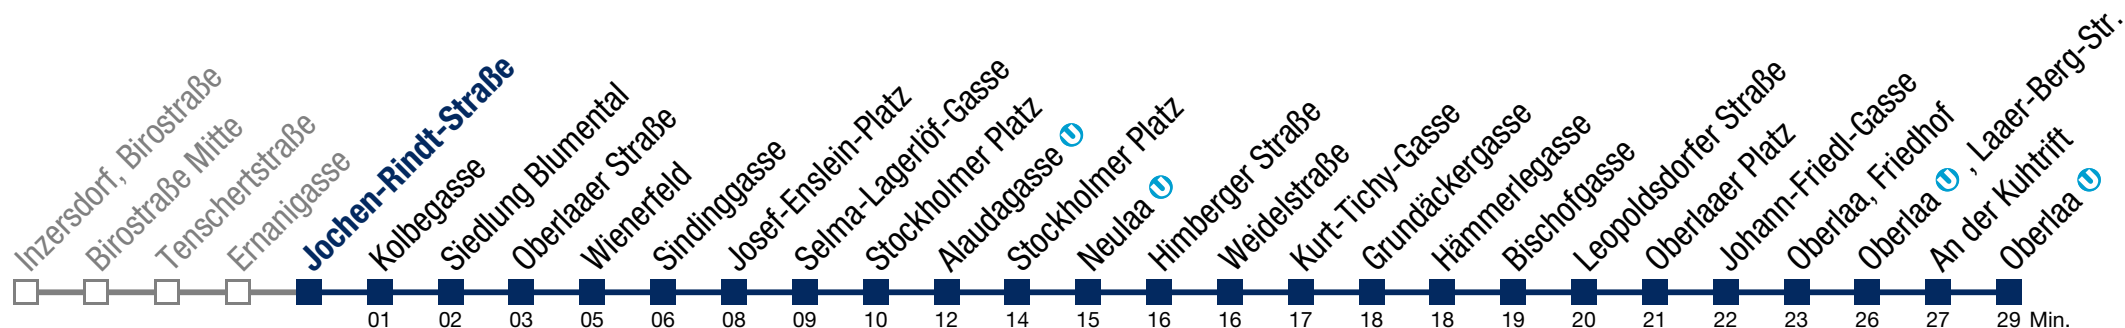 Inzersdorf, Birostraße
Birostraße Mitte
Tenschertstraße
Ernanigasse
Jochen-Rindt-Straße
Kolbegasse
Siedlung Blumental
Oberlaaer Straße
Wienerfeld
Sindinggasse
Josef-Enslein-Platz
Selma-Lagerlöf-Gasse
Stockholmer Platz
Alaudagasse U
Stockholmer Platz
Neulaa U
Himberger Straße
Weidelstraße
Kurt-Tichy-Gasse
Grundäckergasse
Hämmerlegasse
Bischofgasse
Leopoldsdorfer Straße
Oberlaaer Platz
Johann-Friedl-Gasse
Oberlaa, Friedhof
Oberlaa U , Laaer-Berg-Str.
An der Kuhtrift
Oberlaa U
01 02 03 05 06 08 09 10 12 14 15 16 16 17 18 18 19 20 21 22 23 26 27 29 Min.